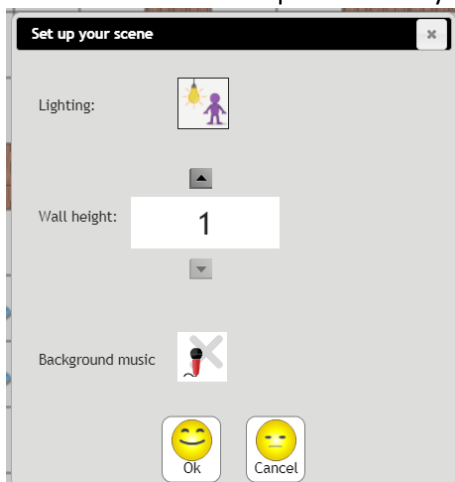 Set up your scene
Lighting:
Wall height:
1
Background music
Ok
Cancel